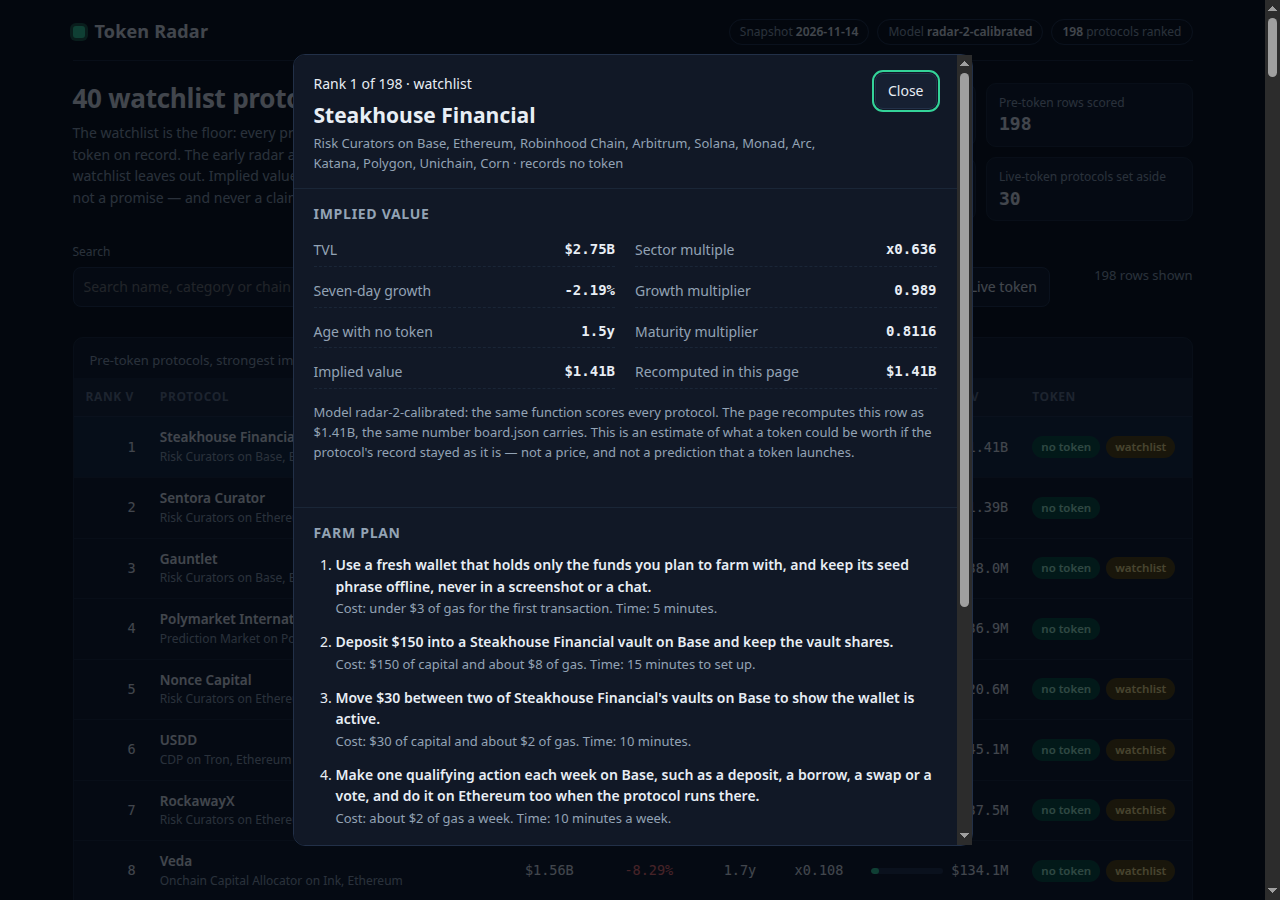 Token Radar
Snapshot 2026-11-14
Model radar-2-calibrated
198 protocols ranked
40 watchlist proto
The watchlist is the floor: every pr
token on record. The early radar a
watchlist leaves out. Implied value
not a promise — and never a clai
Pre-token rows scored
198
Live-token protocols set aside
30
Search
Search name, category or chain
Live token
198 rows shown
Pre-token protocols, strongest im
RANK V PROTOCOL
V TOKEN
1 Steakhouse Financia
Risk Curators on Base, E
.41B no token watchlist
2 Sentora Curator
Risk Curators on Ethere
.39B no token
3 Gauntlet
Risk Curators on Base, E
8.0M no token watchlist
4 Polymarket Internat
Prediction Market on Po
6.9M no token
5 Nonce Capital
Risk Curators on Ethere
20.6M no token watchlist
6 USDD
CDP on Tron, Ethereum
5.1M no token watchlist
7 RockawayX
Risk Curators on Ethere
37.5M no token watchlist
8 Veda
Onchain Capital Allocator on Ink, Ethereum
$1.56B -8.29% 1.7y x0.108 $134.1M no token watchlist
Rank 1 of 198 · watchlist
Close
Steakhouse Financial
Risk Curators on Base, Ethereum, Robinhood Chain, Arbitrum, Solana, Monad, Arc,
Katana, Polygon, Unichain, Corn · records no token
IMPLIED VALUE
TVL $2.75B Sector multiple x0.636
Seven-day growth -2.19% Growth multiplier 0.989
Age with no token 1.5y Maturity multiplier 0.8116
Implied value $1.41B Recomputed in this page $1.41B
Model radar-2-calibrated: the same function scores every protocol. The page recomputes this row as
$1.41B, the same number board.json carries. This is an estimate of what a token could be worth if the
protocol's record stayed as it is — not a price, and not a prediction that a token launches.
FARM PLAN
1. Use a fresh wallet that holds only the funds you plan to farm with, and keep its seed
phrase offline, never in a screenshot or a chat.
Cost: under $3 of gas for the first transaction. Time: 5 minutes.
2. Deposit $150 into a Steakhouse Financial vault on Base and keep the vault shares.
Cost: $150 of capital and about $8 of gas. Time: 15 minutes to set up.
3. Move $30 between two of Steakhouse Financial's vaults on Base to show the wallet is
active.
Cost: $30 of capital and about $2 of gas. Time: 10 minutes.
4. Make one qualifying action each week on Base, such as a deposit, a borrow, a swap or a
vote, and do it on Ethereum too when the protocol runs there.
Cost: about $2 of gas a week. Time: 10 minutes a week.